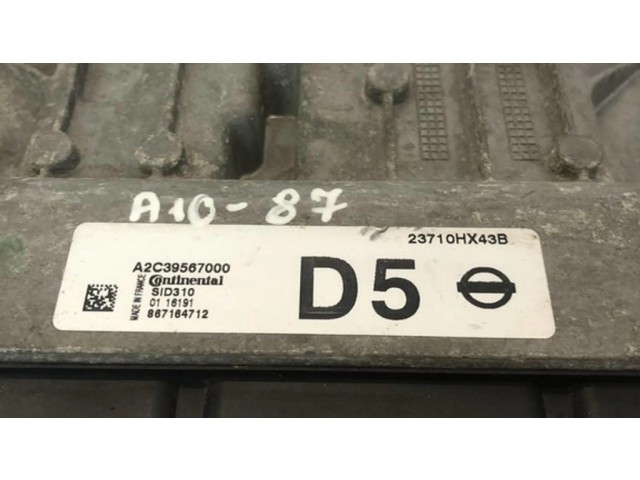 A10-87
23710HX43B
A2C39567000
Continental
SID310
01 16191
867164712
MADE IN FRANCE
D5